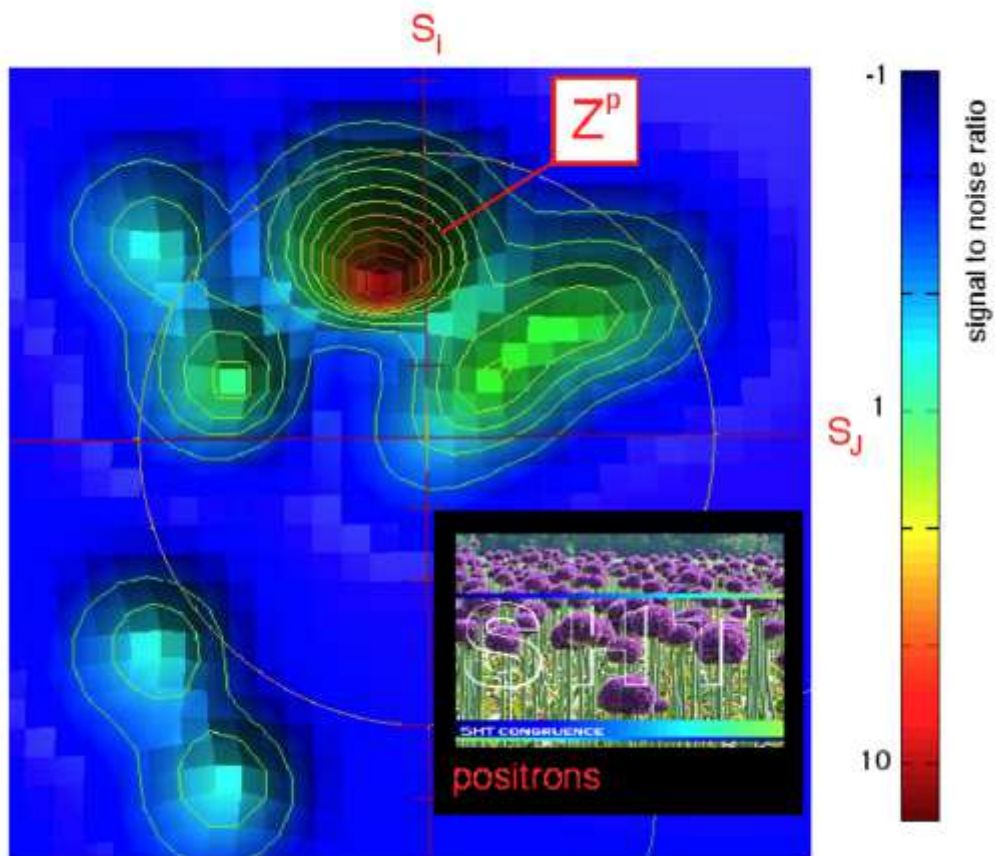 S_I
Z^p
-1
signal to noise ratio
1
S_J
SHT
SHT CONGRUENCE
10
positrons